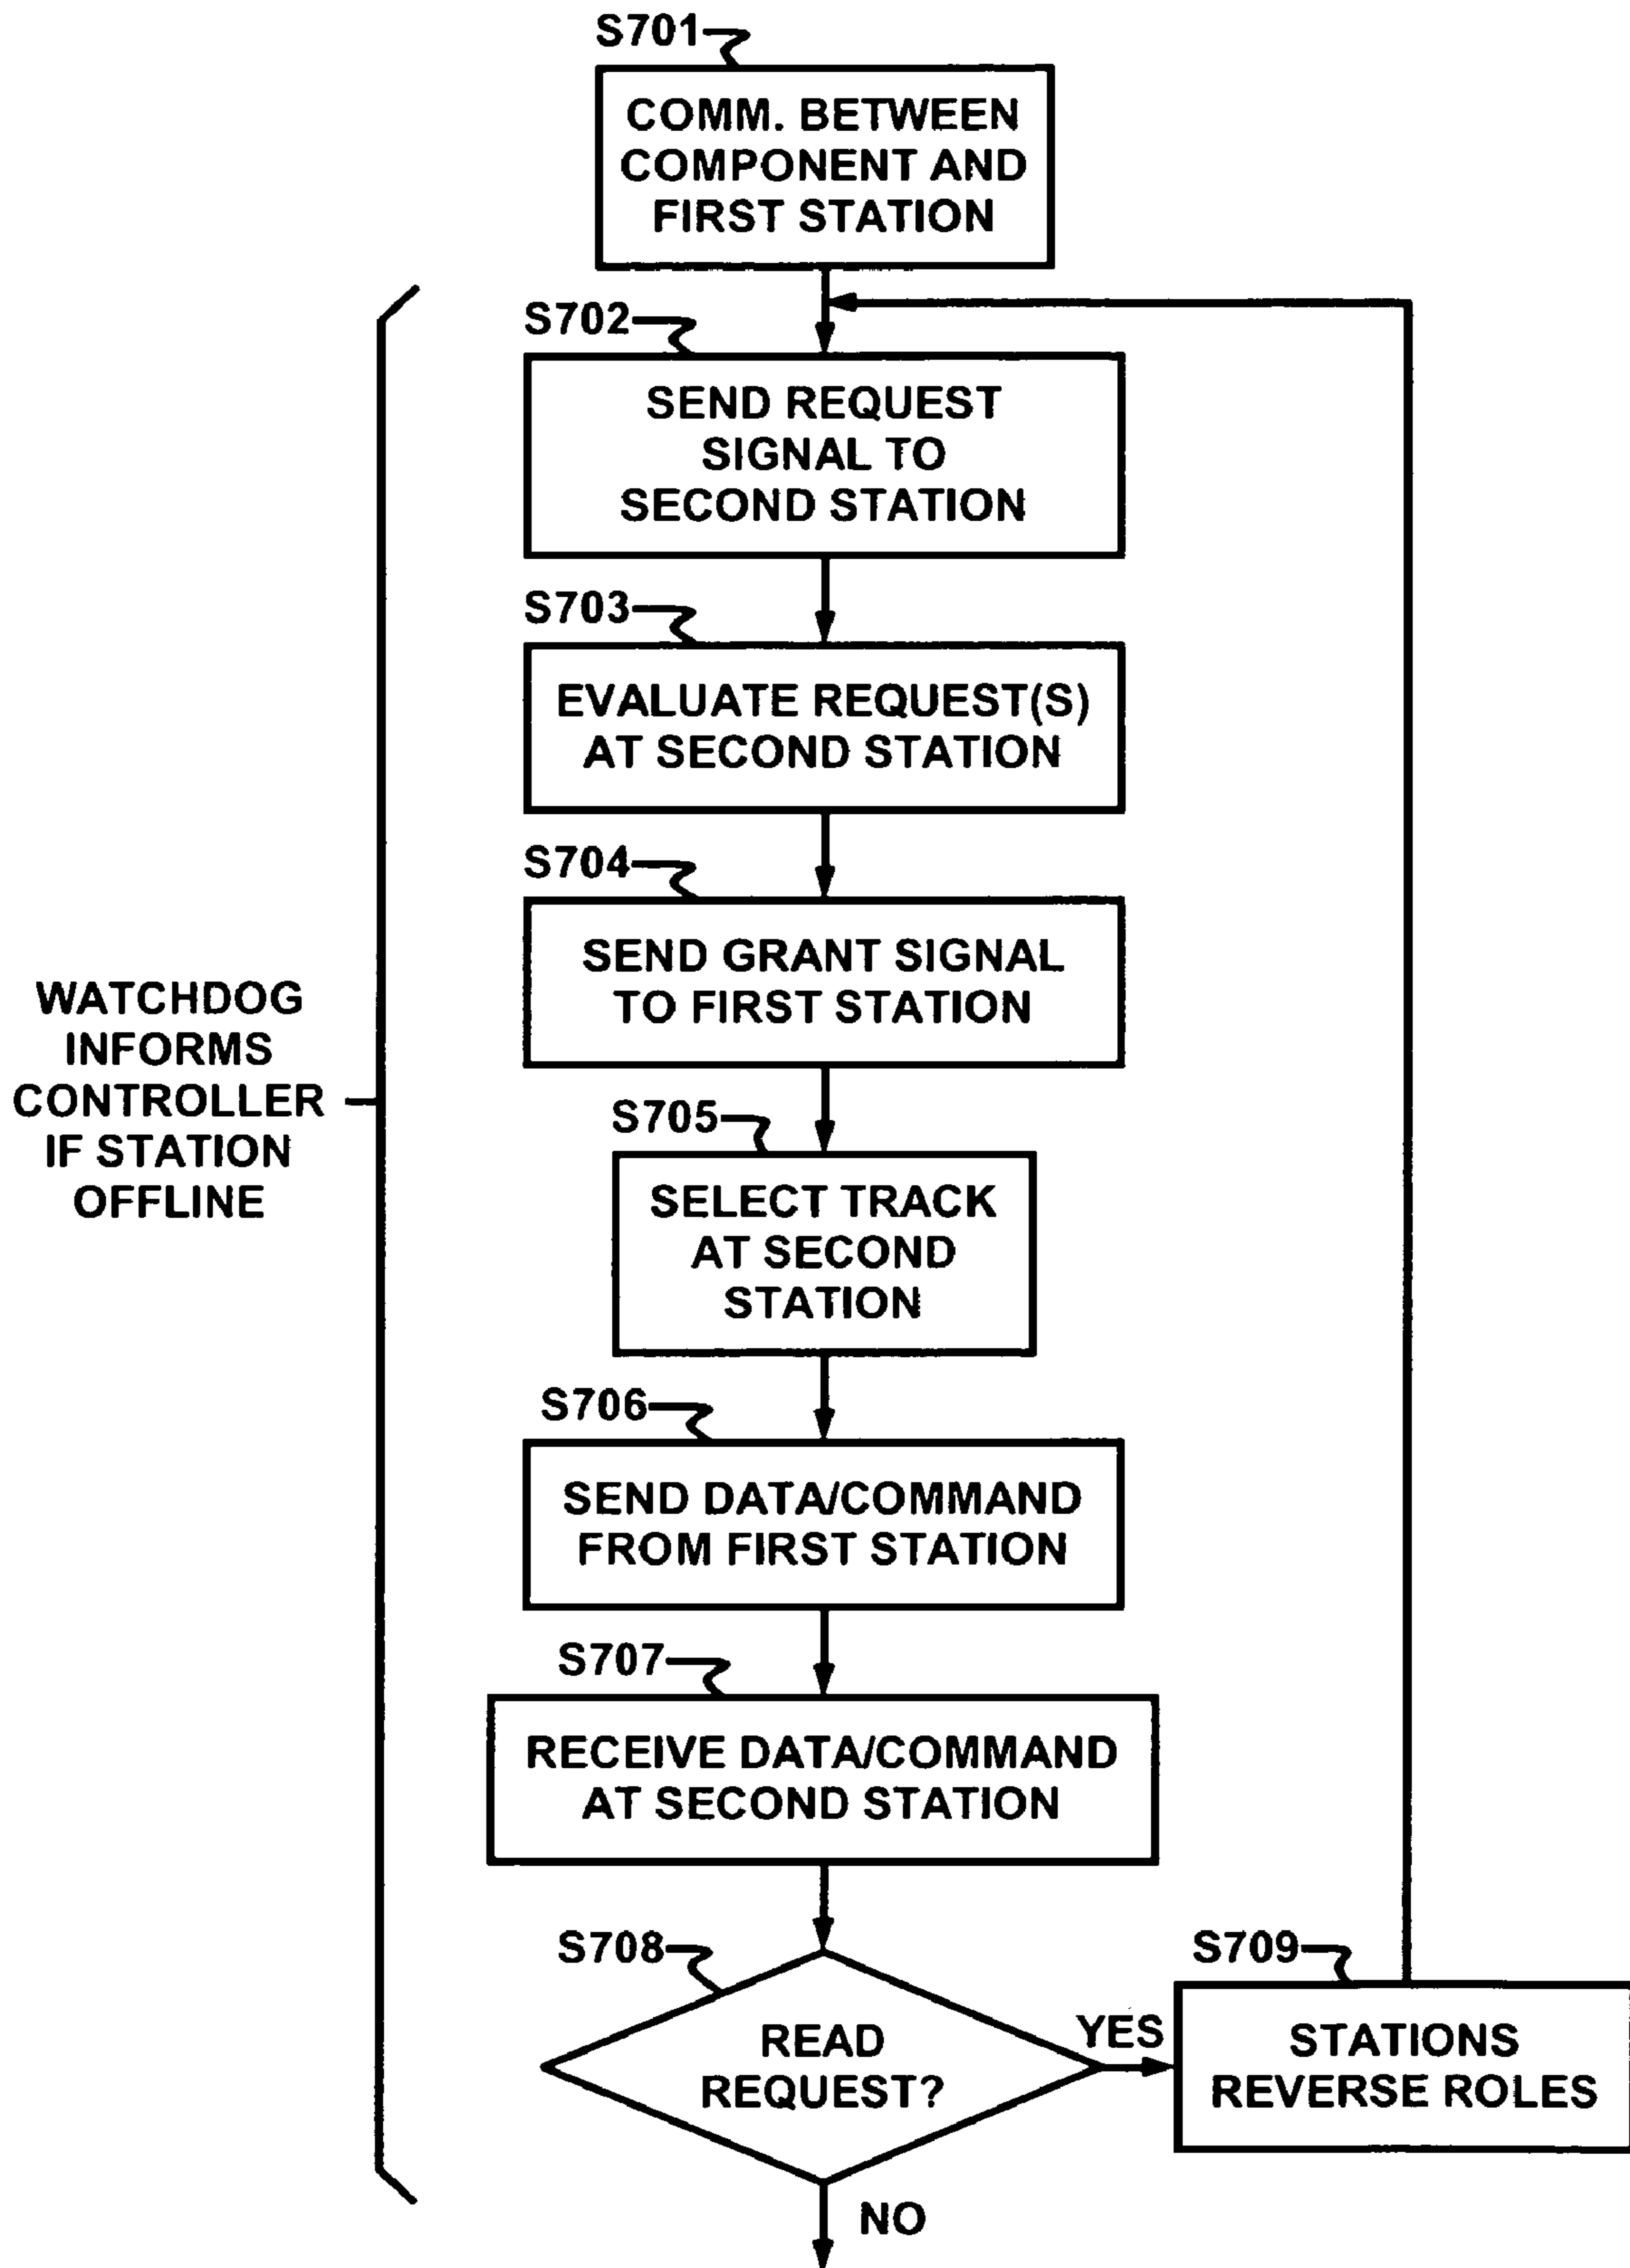 S701
COMM. BETWEEN
COMPONENT AND
FIRST STATION
S702
SEND REQUEST
SIGNAL TO
SECOND STATION
S703
EVALUATE REQUEST(S)
AT SECOND STATION
S704
SEND GRANT SIGNAL
TO FIRST STATION
WATCHDOG
INFORMS
CONTROLLER
IF STATION
OFFLINE
S705
SELECT TRACK
AT SECOND
STATION
S706
SEND DATA/COMMAND
FROM FIRST STATION
S707
RECEIVE DATA/COMMAND
AT SECOND STATION
S708
READ
REQUEST?
YES
S709
STATIONS
REVERSE ROLES
NO